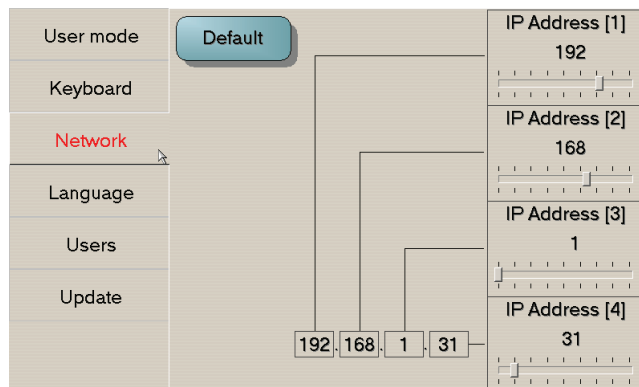 User mode
Keyboard
Network
Language
Users
Update
Default
192.168.1.31
IP Address [1]
192
IP Address [2]
168
IP Address [3]
1
IP Address [4]
31